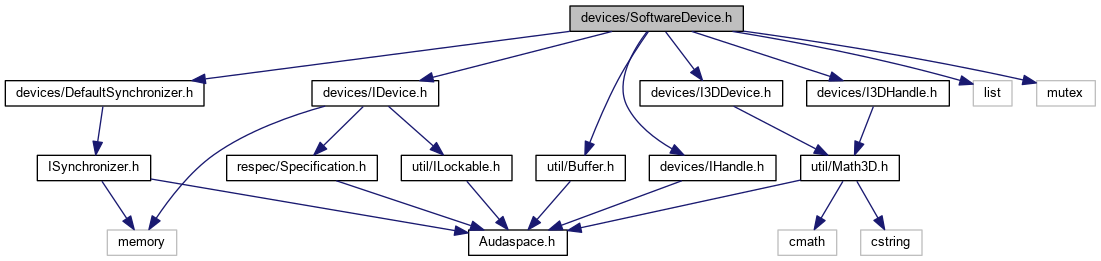 devices/SoftwareDevice.h
devices/DefaultSynchronizer.h
devices/IDevice.h
devices/I3DDevice.h
devices/I3DHandle.h
list
mutex
ISynchronizer.h
respec/Specification.h
util/ILockable.h
util/Buffer.h
devices/IHandle.h
util/Math3D.h
memory
Audaspace.h
cmath
cstring